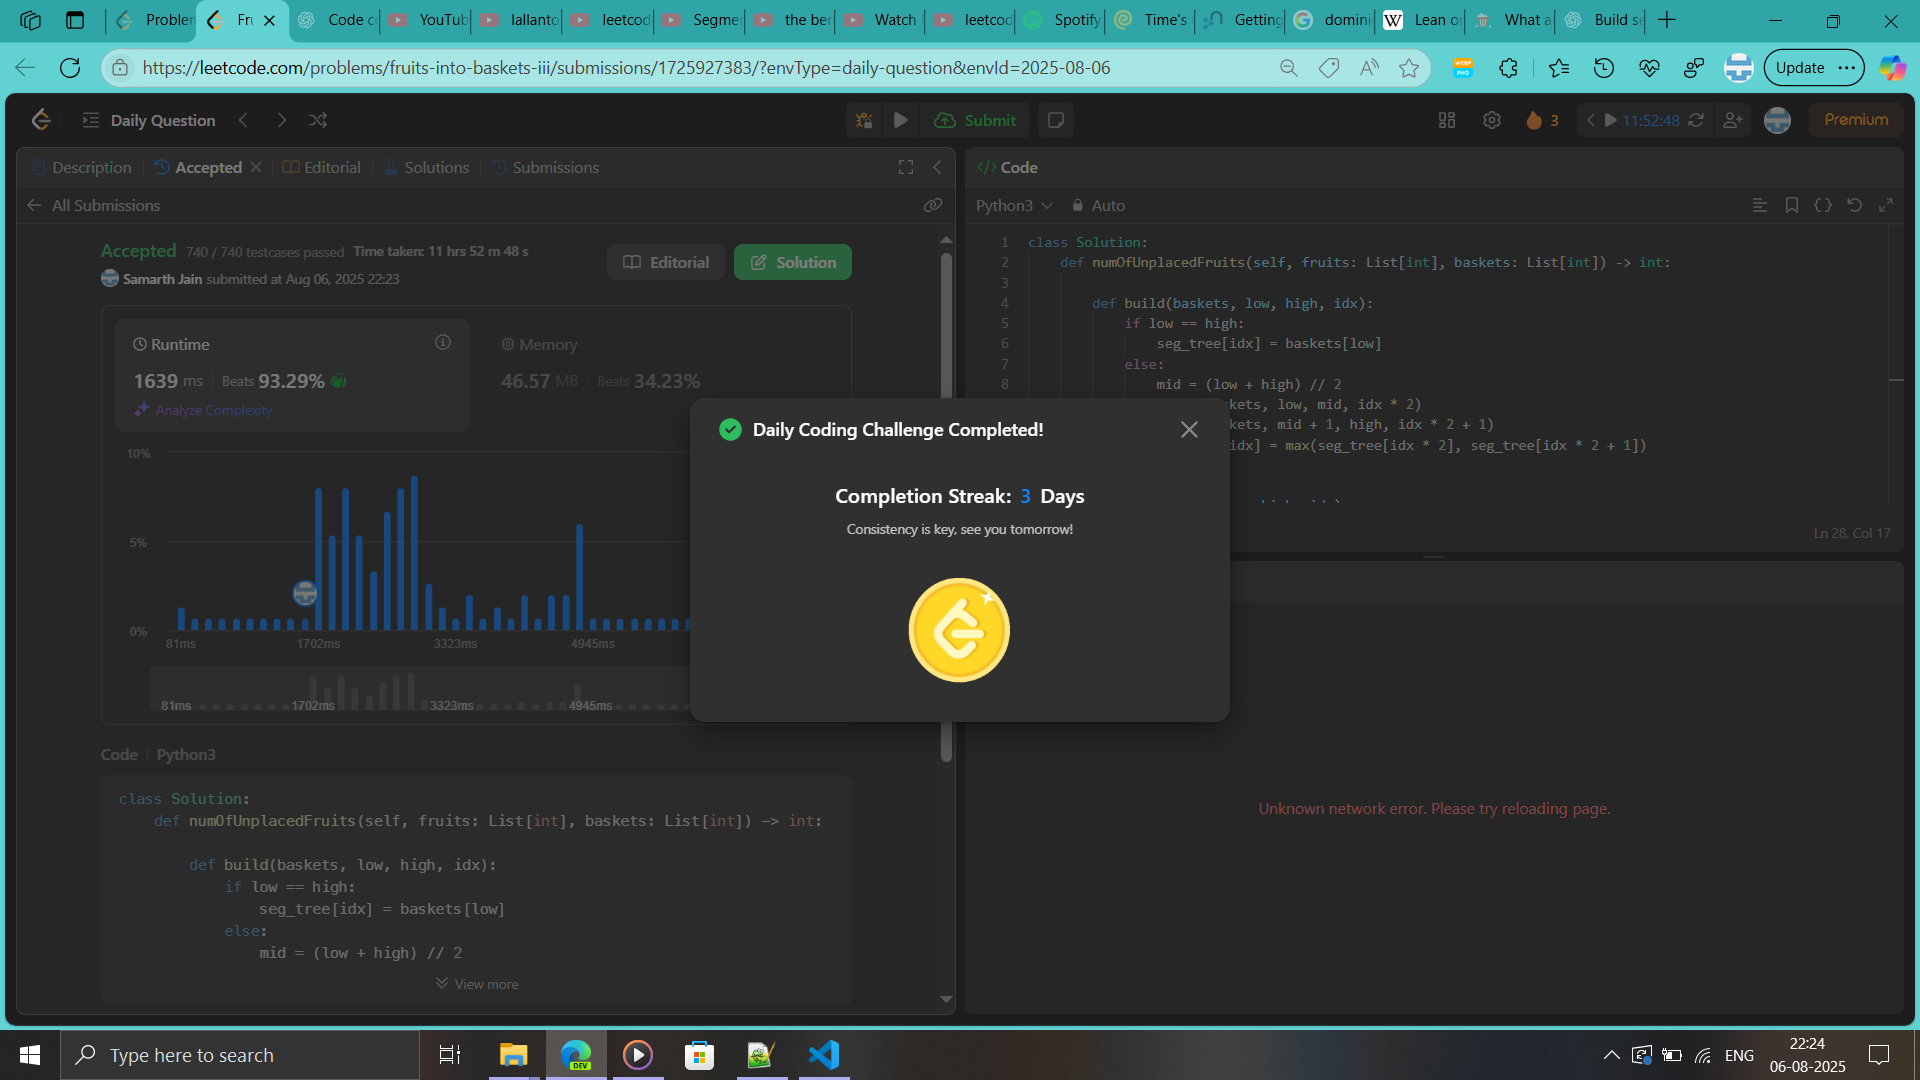 Problem
Fru
Code co
YouTub
lallanto
leetcod
Segmen
the ber
Watch
leetcod
Spotify
Time's
Getting
domini
Lean or
What a
Build se
https://leetcode.com/problems/fruits-into-baskets-iii/submissions/1725927383/?envType=daily-question&envId=2025-08-06
WEBP
PNG
Update
Daily Question
Submit
3
11:52:48
Premium
Description
Accepted
Editorial
Solutions
Submissions
All Submissions
Accepted 740 / 740 testcases passed Time taken: 11 hrs 52 m 48 s
Samarth Jain submitted at Aug 06, 2025 22:23
Editorial
Solution
Runtime
1639 ms Beats 93.29%
Analyze Complexity
Memory
46.57 MB Beats 34.23%
10%
5%
0%
81ms 1702ms 3323ms 4945ms
81ms 1702ms 3323ms 4945ms
Code Python3
class Solution:
def numOfUnplacedFruits(self, fruits: List[int], baskets: List[int]) -> int:
def build(baskets, low, high, idx):
if low == high:
seg_tree[idx] = baskets[low]
else:
mid = (low + high) // 2
View more
</> Code
Python3 Auto
1 class Solution:
2 def numOfUnplacedFruits(self, fruits: List[int], baskets: List[int]) -> int:
3
4 def build(baskets, low, high, idx):
5 if low == high:
6 seg_tree[idx] = baskets[low]
7 else:
8 mid = (low + high) // 2
kets, low, mid, idx * 2)
kets, mid + 1, high, idx * 2 + 1)
idx] = max(seg_tree[idx * 2], seg_tree[idx * 2 + 1])
Ln 28, Col 17
Unknown network error. Please try reloading page.
Daily Coding Challenge Completed!
Completion Streak: 3 Days
Consistency is key, see you tomorrow!
Type here to search
DEV
ENG
22:24
06-08-2025